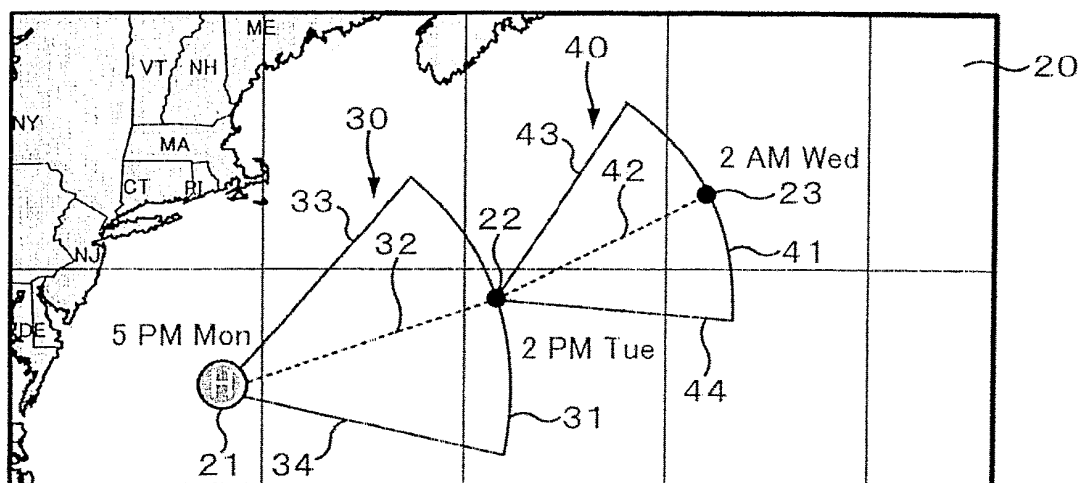 ME
VT
NH
40
20
NY
30
43
2 AM Wed
MA
42
CT
RI
33
23
22
32
NJ
41
DE
5 PM Mon
2 PM Tue
H
44
31
21
34